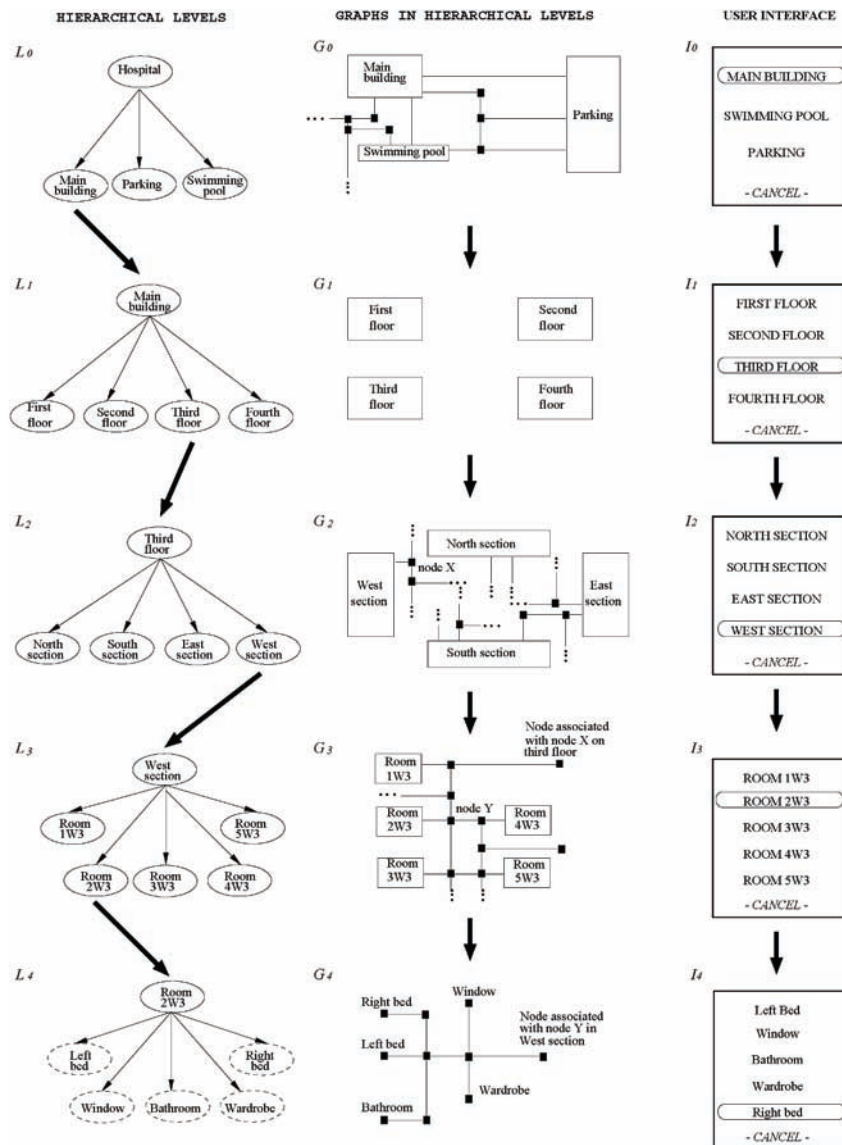 HIERARCHICAL LEVELS
GRAPHS IN HIERARCHICAL LEVELS
USER INTERFACE
L0
Hospital
Main
building
Parking
Swimming
pool
G0
Main
building
Parking
Swimming pool
I0
MAIN BUILDING
SWIMMING POOL
PARKING
- CANCEL -
L1
Main
building
First
floor
Second
floor
Third
floor
Fourth
floor
G1
First
floor
Second
floor
Third
floor
Fourth
floor
I1
FIRST FLOOR
SECOND FLOOR
THIRD FLOOR
FOURTH FLOOR
- CANCEL -
L2
Third
floor
North
section
South
section
East
section
West
section
G2
North section
West
section
node X
East
section
South section
I2
NORTH SECTION
SOUTH SECTION
EAST SECTION
WEST SECTION
- CANCEL -
L3
West
section
Room
1W3
Room
5W3
Room
2W3
Room
3W3
Room
4W3
G3
Node associated
with node X on
third floor
Room
1W3
node Y
Room
2W3
Room
4W3
Room
3W3
Room
5W3
I3
ROOM 1W3
ROOM 2W3
ROOM 3W3
ROOM 4W3
ROOM 5W3
- CANCEL -
L4
Room
2W3
Left
bed
Right
bed
Window
Bathroom
Wardrobe
G4
Window
Right bed
Node associated
with node Y in
West section
Left bed
Wardrobe
Bathroom
I4
Left Bed
Window
Bathroom
Wardrobe
Right bed
- CANCEL -